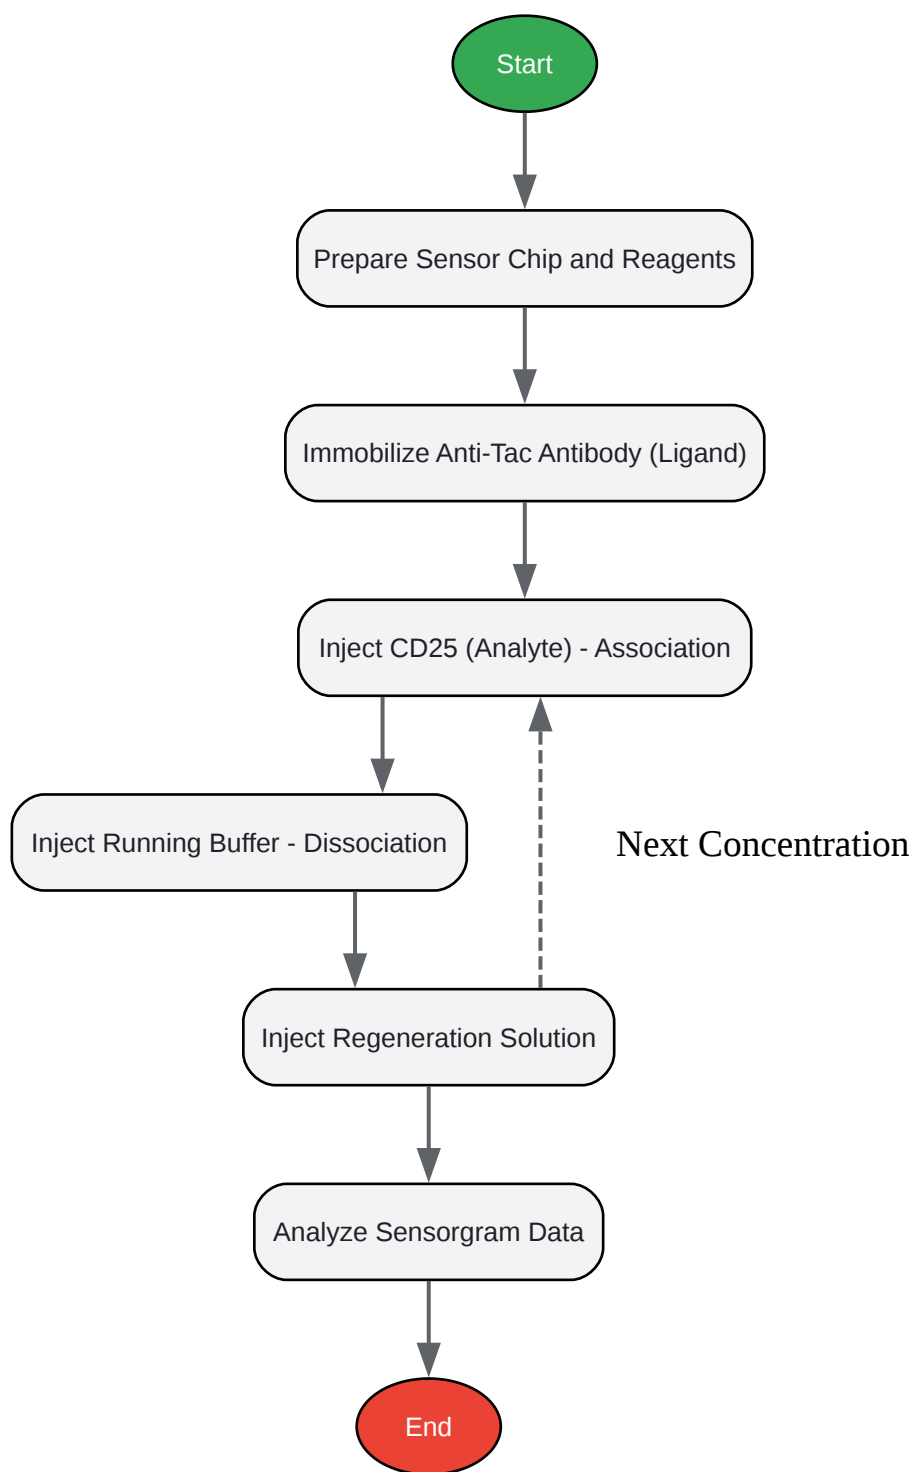 Start
Prepare Sensor Chip and Reagents
Immobilize Anti-Tac Antibody (Ligand)
Inject CD25 (Analyte) - Association
Inject Running Buffer - Dissociation
Next Concentration
Inject Regeneration Solution
Analyze Sensorgram Data
End